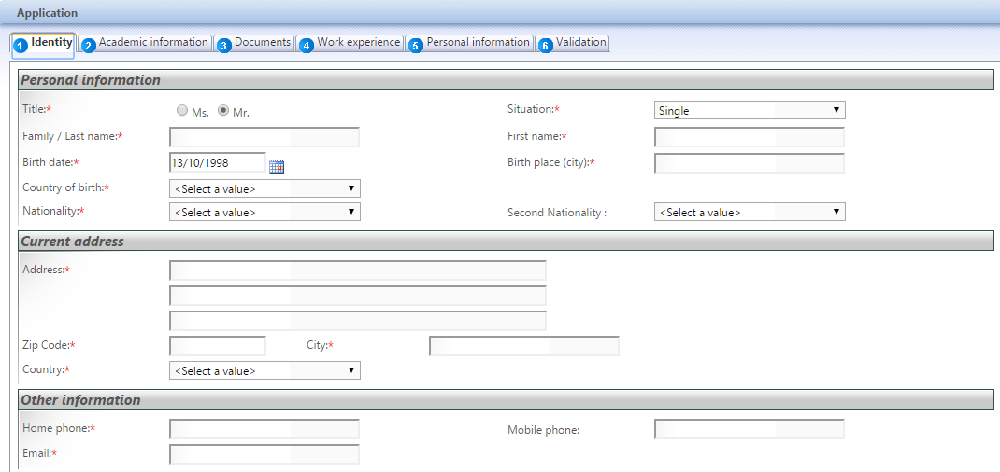 Application
1 Identity 2 Academic information 3 Documents 4 Work experience 5 Personal information 6 Validation
Personal information
Title:* Ms. Mr. Situation:* Single
Family / Last name:* First name:*
Birth date:* 13/10/1998 Birth place (city):*
Country of birth:* <Select a value>
Nationality:* <Select a value> Second Nationality : <Select a value>
Current address
Address:*
Zip Code:* City:*
Country:* <Select a value>
Other information
Home phone:* Mobile phone:
Email:*